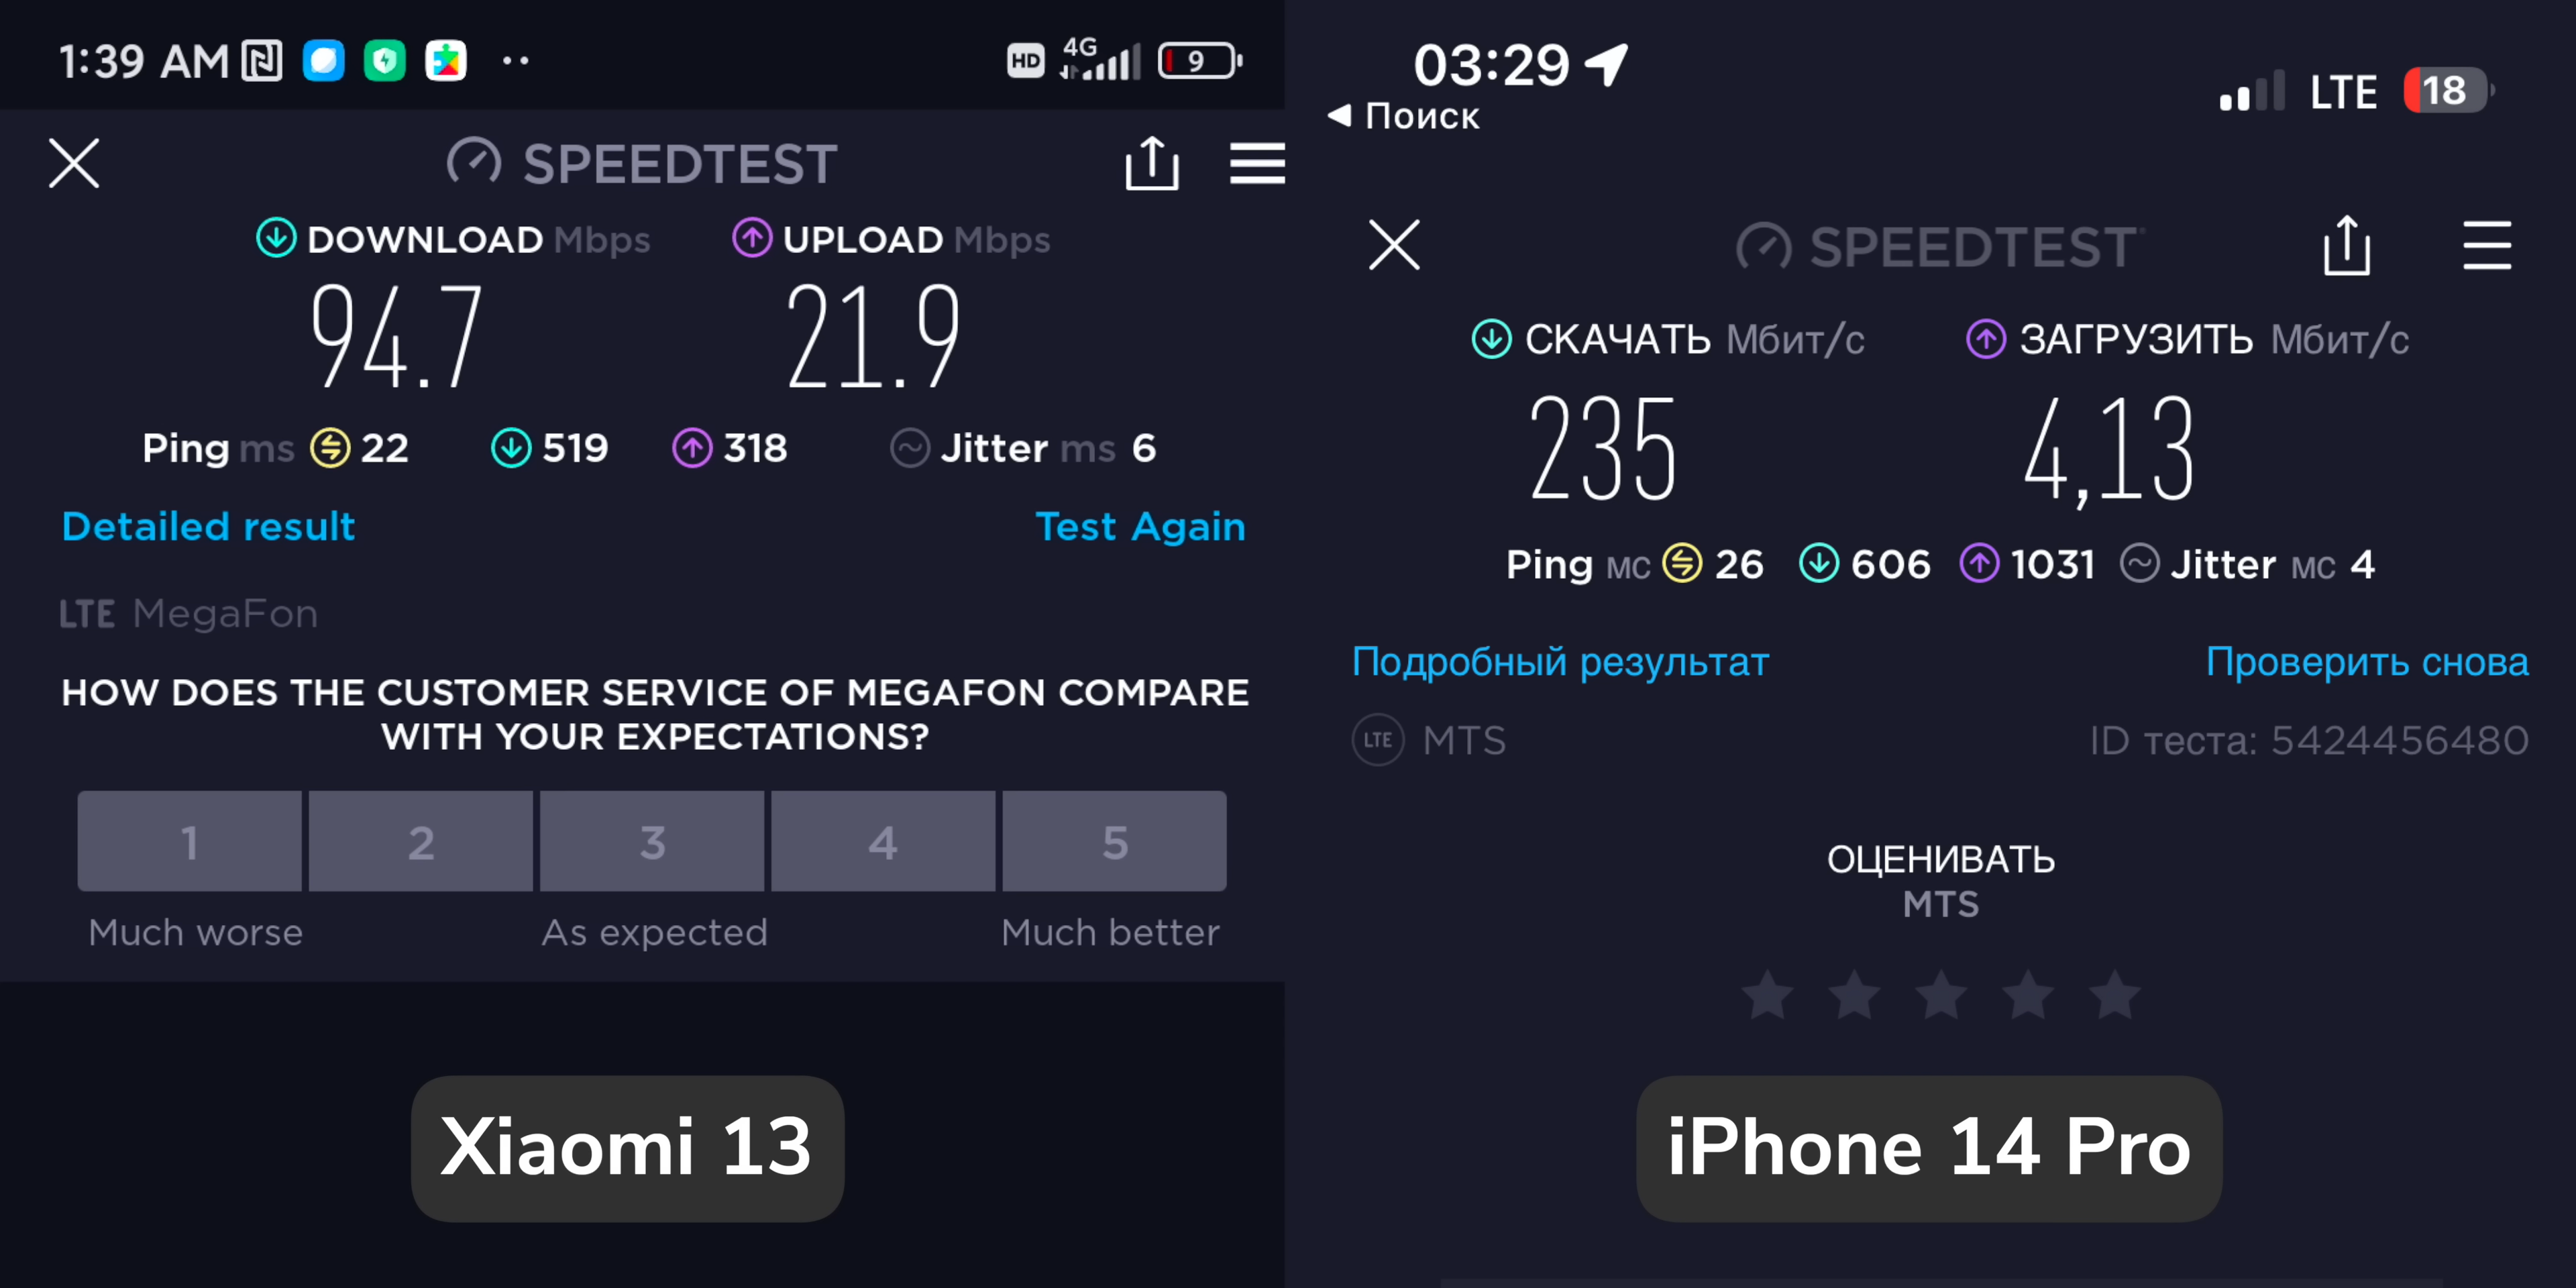 1:39 AM
HD 4G 9
SPEEDTEST
DOWNLOAD Mbps UPLOAD Mbps
94.7 21.9
Ping ms 22 519 318 Jitter ms 6
Detailed result Test Again
LTE MegaFon
HOW DOES THE CUSTOMER SERVICE OF MEGAFON COMPARE
WITH YOUR EXPECTATIONS?
1 2 3 4 5
Much worse As expected Much better
Xiaomi 13
03:29
LTE 18
Поиск
SPEEDTEST
СКАЧАТЬ Мбит/с ЗАГРУЗИТЬ Мбит/с
235 4,13
Ping мс 26 606 1031 Jitter мс 4
Подробный результат Проверить снова
LTE MTS ID теста: 5424456480
ОЦЕНИВАТЬ
MTS
iPhone 14 Pro